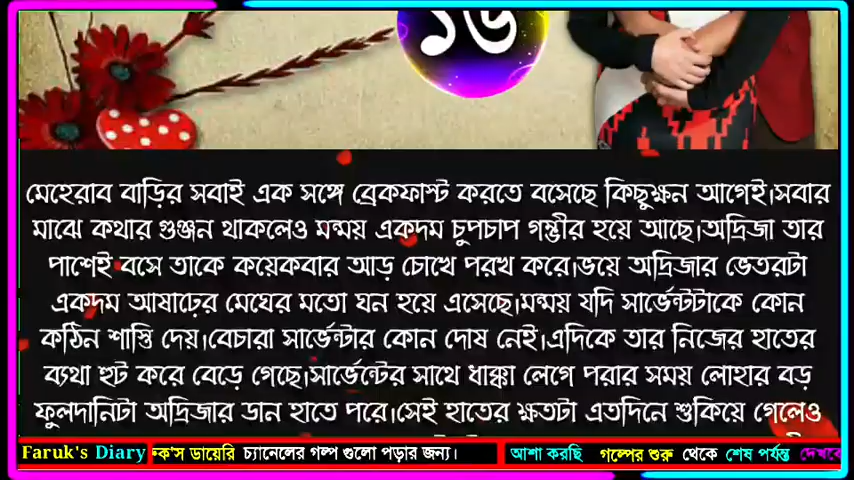 ১৬
মেহেরাব বাড়ির সবাই এক সঙ্গে ব্রেকফাস্ট করতে বসেছে কিছুক্ষন আগেই।সবার
মাঝে কথার গুঞ্জন থাকলেও মন্ময় একদম চুপচাপ গম্ভীর হয়ে আছে।অদ্রিজা তার
পাশেই বসে তাকে কয়েকবার আড় চোখে পরখ করে।ভয়ে অদ্রিজার ভেতরটা
একদম আষাঢ়ের মেঘের মতো ঘন হয়ে এসেছে।মন্ময় যদি সার্ভেন্টটাকে কোন
কঠিন শাস্তি দেয়।বেচারা সার্ভেন্টার কোন দোষ নেই।এদিকে তার নিজের হাতের
ব্যথা হুট করে বেড়ে গেছে।সার্ভেন্টের সাথে ধাক্কা লেগে পরার সময় লোহার বড়
ফুলদানিটা অদ্রিজার ডান হাতে পরে।সেই হাতের ক্ষতটা এতদিনে শুকিয়ে গেলেও
Faruk's Diary ক'স ডায়েরি চ্যানেলের গল্প গুলো পড়ার জন্য। আশা করছি গল্পের শুরু থেকে শেষ পর্যন্ত দেখবে